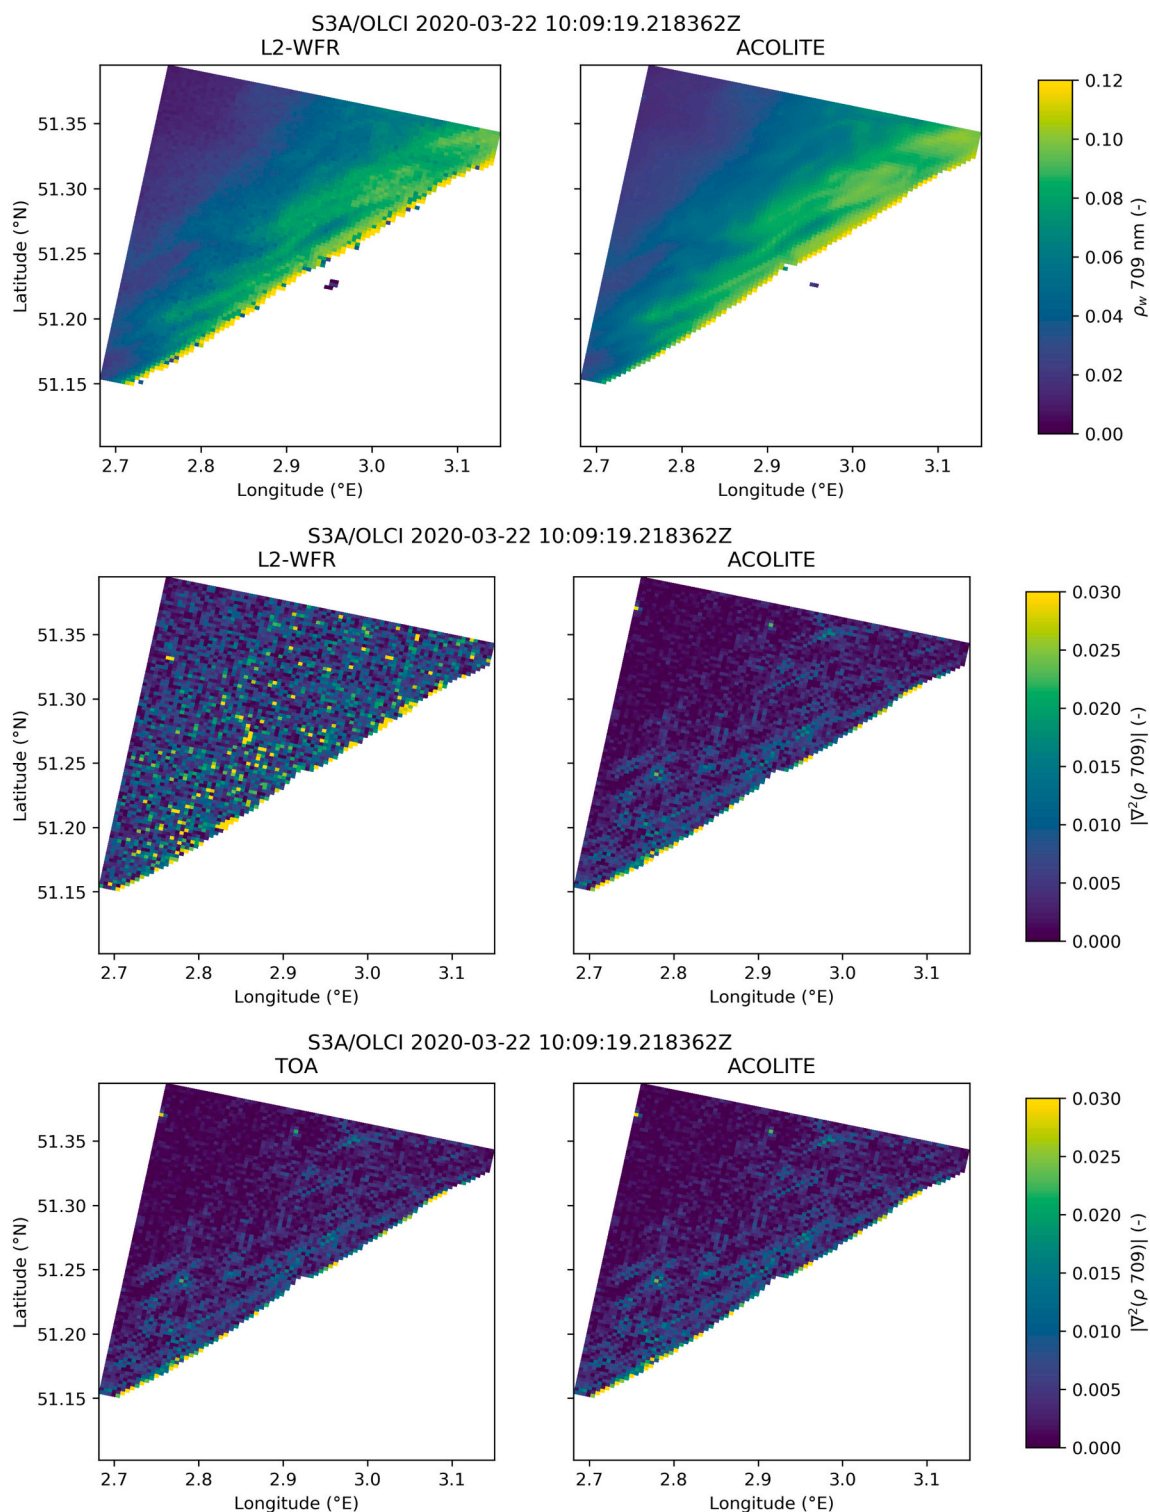 S3A/OLCI 2020-03-22 10:09:19.218362Z
L2-WFR
ACOLITE
51.35
51.30
51.25
51.20
51.15
Latitude (°N)
2.7 2.8 2.9 3.0 3.1
Longitude (°E)
2.7 2.8 2.9 3.0 3.1
Longitude (°E)
0.12
0.10
0.08
0.06
0.04
0.02
0.00
ρw 709 nm (-)
S3A/OLCI 2020-03-22 10:09:19.218362Z
L2-WFR
ACOLITE
51.35
51.30
51.25
51.20
51.15
Latitude (°N)
2.7 2.8 2.9 3.0 3.1
Longitude (°E)
2.7 2.8 2.9 3.0 3.1
Longitude (°E)
0.030
0.025
0.020
0.015
0.010
0.005
0.000
|∇²(ρ 709)| (-)
S3A/OLCI 2020-03-22 10:09:19.218362Z
TOA
ACOLITE
51.35
51.30
51.25
51.20
51.15
Latitude (°N)
2.7 2.8 2.9 3.0 3.1
Longitude (°E)
2.7 2.8 2.9 3.0 3.1
Longitude (°E)
0.030
0.025
0.020
0.015
0.010
0.005
0.000
|∇²(ρ 709)| (-)